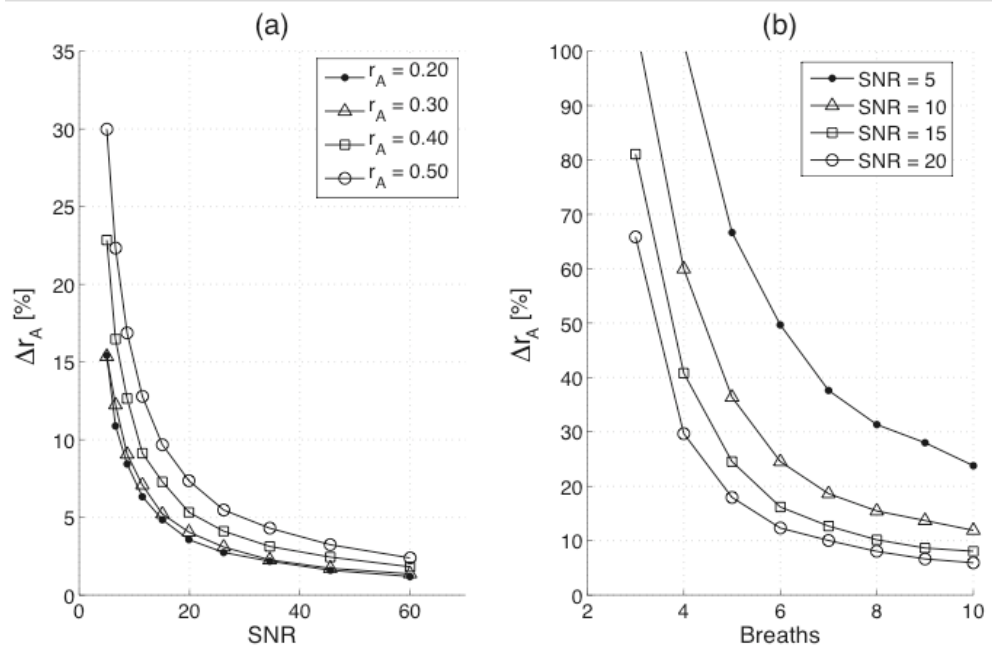 (a)
35
30
25
20
15
10
5
0
0 20 40 60
SNR
Δr_A [%]
r_A = 0.20
r_A = 0.30
r_A = 0.40
r_A = 0.50
(b)
100
90
80
70
60
50
40
30
20
10
0
2 4 6 8 10
Breaths
Δr_A [%]
SNR = 5
SNR = 10
SNR = 15
SNR = 20